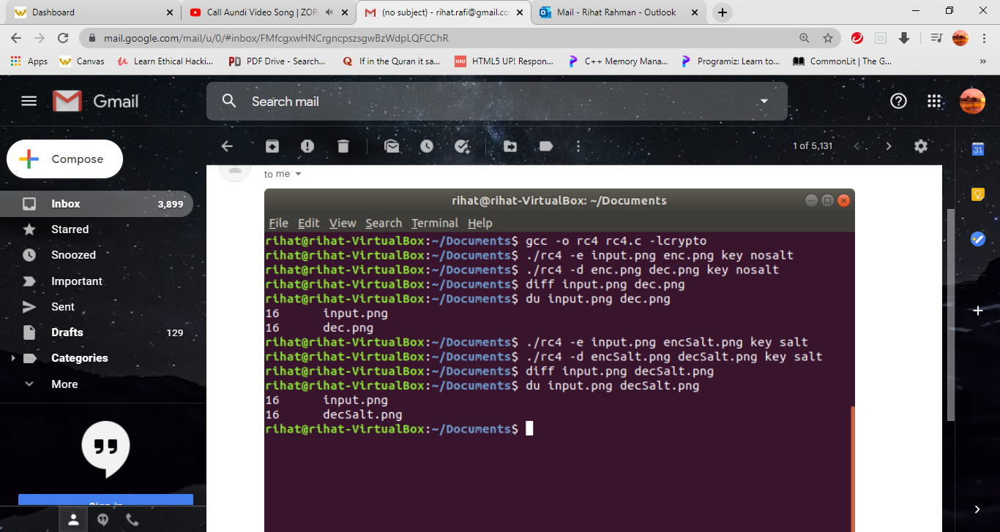 Dashboard
Call Aundi Video Song | ZOR
(no subject) - rihat.rafi@gmail.co
Mail - Rihat Rahman - Outlook
mail.google.com/mail/u/0/#inbox/FMfcgxwHNCrgncpszsgwBzWdpLQFCChR
Apps
Canvas
Learn Ethical Hacki...
PD
PDF Drive - Search...
If in the Quran it sa...
HSU
HTML5 UP! Respon...
C++ Memory Mana...
Programiz: Learn to...
CommonLit | The G...
Gmail
Search mail
Compose
1 of 5,131
31
Inbox 3,899
Starred
Snoozed
Important
Sent
Drafts 129
Categories
More
to me
rihat@rihat-VirtualBox: ~/Documents
File Edit View Search Terminal Help
rihat@rihat-VirtualBox:~/Documents$ gcc -o rc4 rc4.c -lcrypto
rihat@rihat-VirtualBox:~/Documents$ ./rc4 -e input.png enc.png key nosalt
rihat@rihat-VirtualBox:~/Documents$ ./rc4 -d enc.png dec.png key nosalt
rihat@rihat-VirtualBox:~/Documents$ diff input.png dec.png
rihat@rihat-VirtualBox:~/Documents$ du input.png dec.png
16 input.png
16 dec.png
rihat@rihat-VirtualBox:~/Documents$ ./rc4 -e input.png encSalt.png key salt
rihat@rihat-VirtualBox:~/Documents$ ./rc4 -d encSalt.png decSalt.png key salt
rihat@rihat-VirtualBox:~/Documents$ diff input.png decSalt.png
rihat@rihat-VirtualBox:~/Documents$ du input.png decSalt.png
16 input.png
16 decSalt.png
rihat@rihat-VirtualBox:~/Documents$